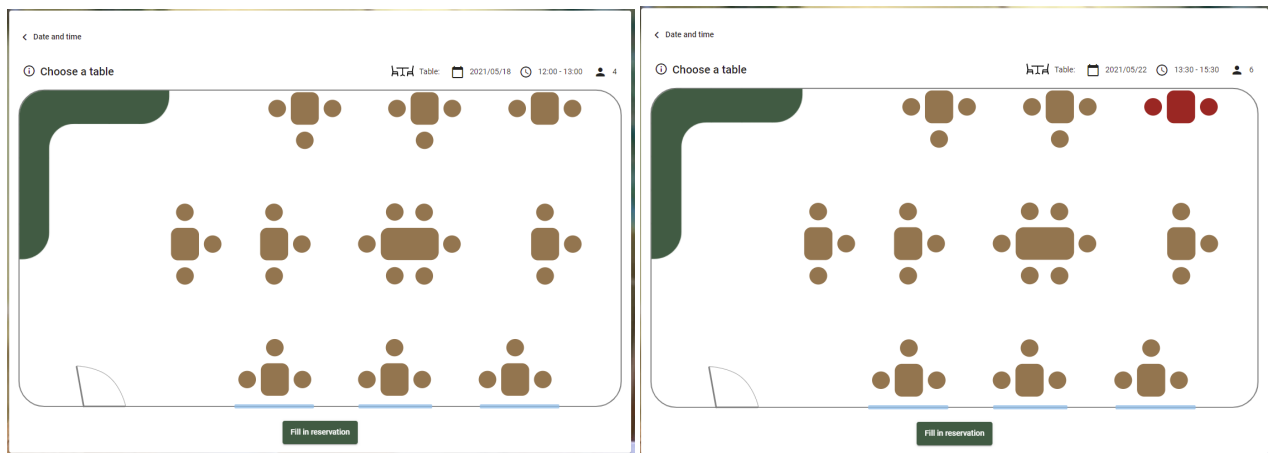 Date and time
Choose a table
Table: 2021/05/18 12:00 - 13:00 4
Fill in reservation
Date and time
Choose a table
Table: 2021/05/22 13:30 - 15:30 6
Fill in reservation